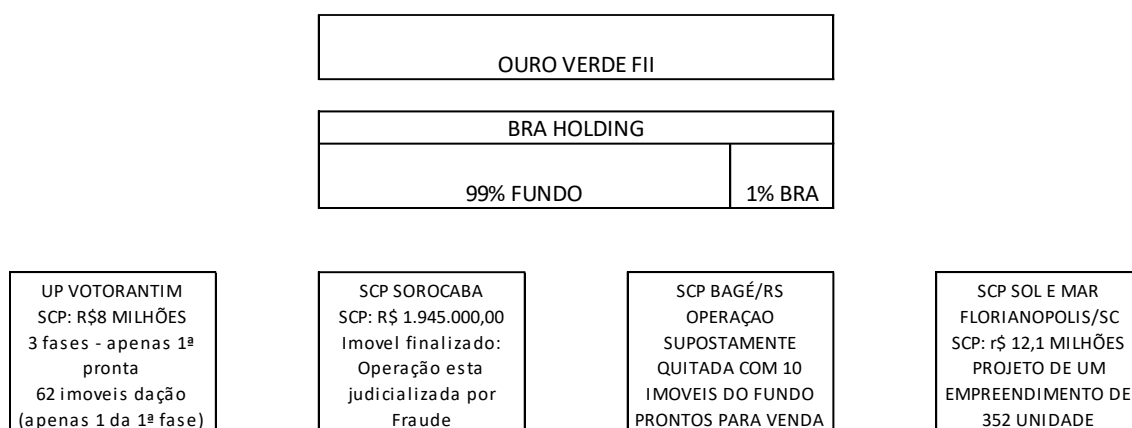 OURO VERDE FII
BRA HOLDING
99% FUNDO
1% BRA
UP VOTORANTIM
SCP: R$8 MILHÕES
3 fases - apenas 1ª
pronta
62 imoveis dação
(apenas 1 da 1ª fase)
SCP SOROCABA
SCP: R$ 1.945.000,00
Imovel finalizado:
Operação esta
judicializada por
Fraude
SCP BAGÉ/RS
OPERAÇAO
SUPOSTAMENTE
QUITADA COM 10
IMOVEIS DO FUNDO
PRONTOS PARA VENDA
SCP SOL E MAR
FLORIANOPOLIS/SC
SCP: r$ 12,1 MILHÕES
PROJETO DE UM
EMPREENDIMENTO DE
352 UNIDADE